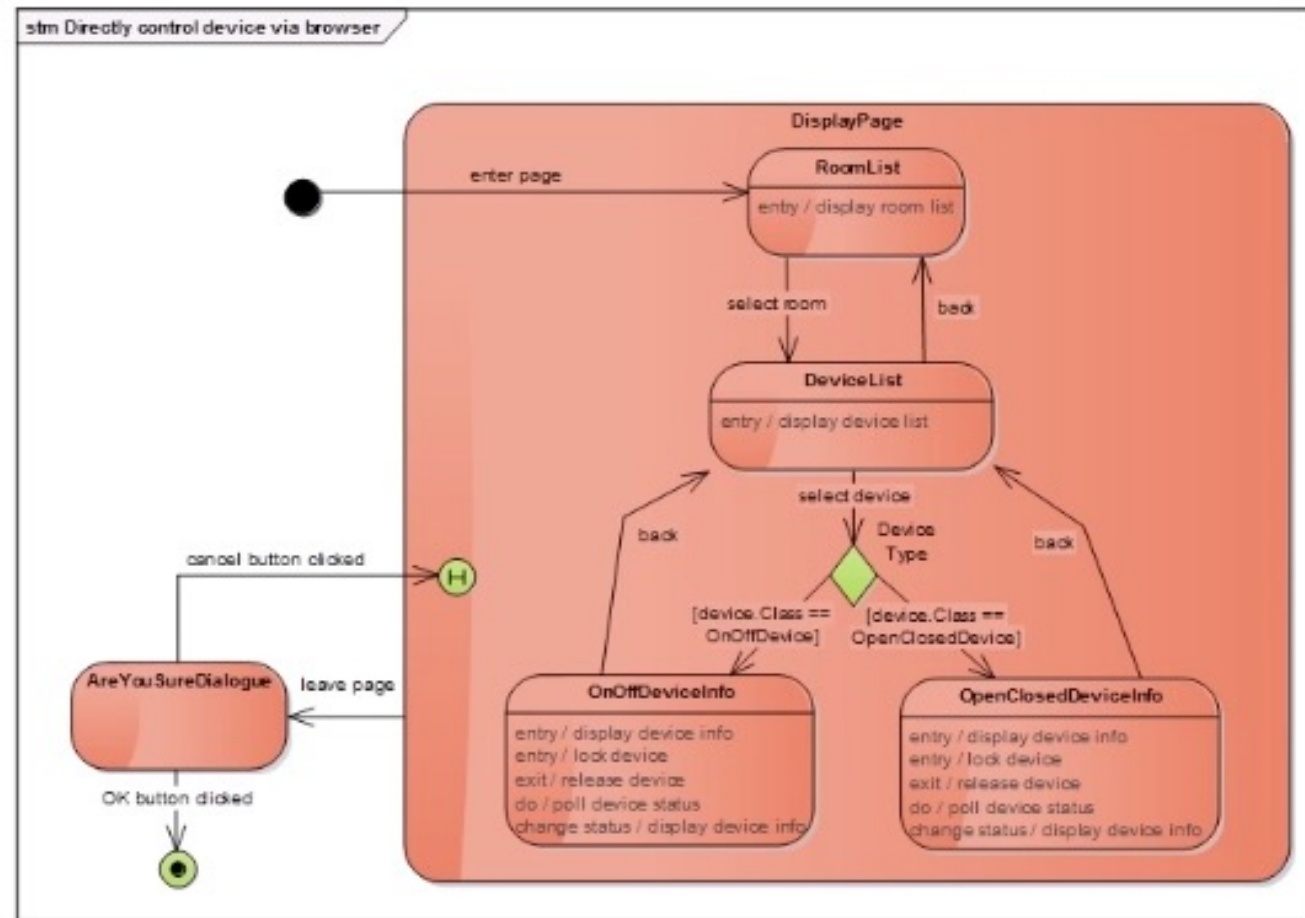 stm Directly control device via browser
DisplayPage
RoomList
entry / display room list
enter page
select room
back
DeviceList
entry / display device list
select device
Device
Type
back
back
[device.Class ==
OnOffDevice]
[device.Class ==
OpenClosedDevice]
cancel button clicked
H
AreYouSureDialogue
leave page
OK button clicked
OnOffDeviceInfo
entry / display device info
entry / lock device
exit / release device
do / poll device status
change status / display device info
OpenClosedDeviceInfo
entry / display device info
entry / lock device
exit / release device
do / poll device status
change status / display device info